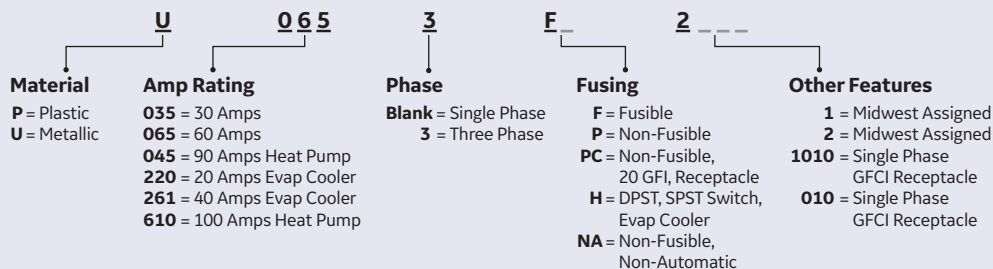 U 065 3 F_ 2_ _ _
Material
P = Plastic
U = Metallic
Amp Rating
035 = 30 Amps
065 = 60 Amps
045 = 90 Amps Heat Pump
220 = 20 Amps Evap Cooler
261 = 40 Amps Evap Cooler
610 = 100 Amps Heat Pump
Phase
Blank = Single Phase
3 = Three Phase
Fusing
F = Fusible
P = Non-Fusible
PC = Non-Fusible,
20 GFI, Receptacle
H = DPST, SPST Switch,
Evap Cooler
NA = Non-Fusible,
Non-Automatic
Other Features
1 = Midwest Assigned
2 = Midwest Assigned
1010 = Single Phase
GFCI Receptacle
010 = Single Phase
GFCI Receptacle